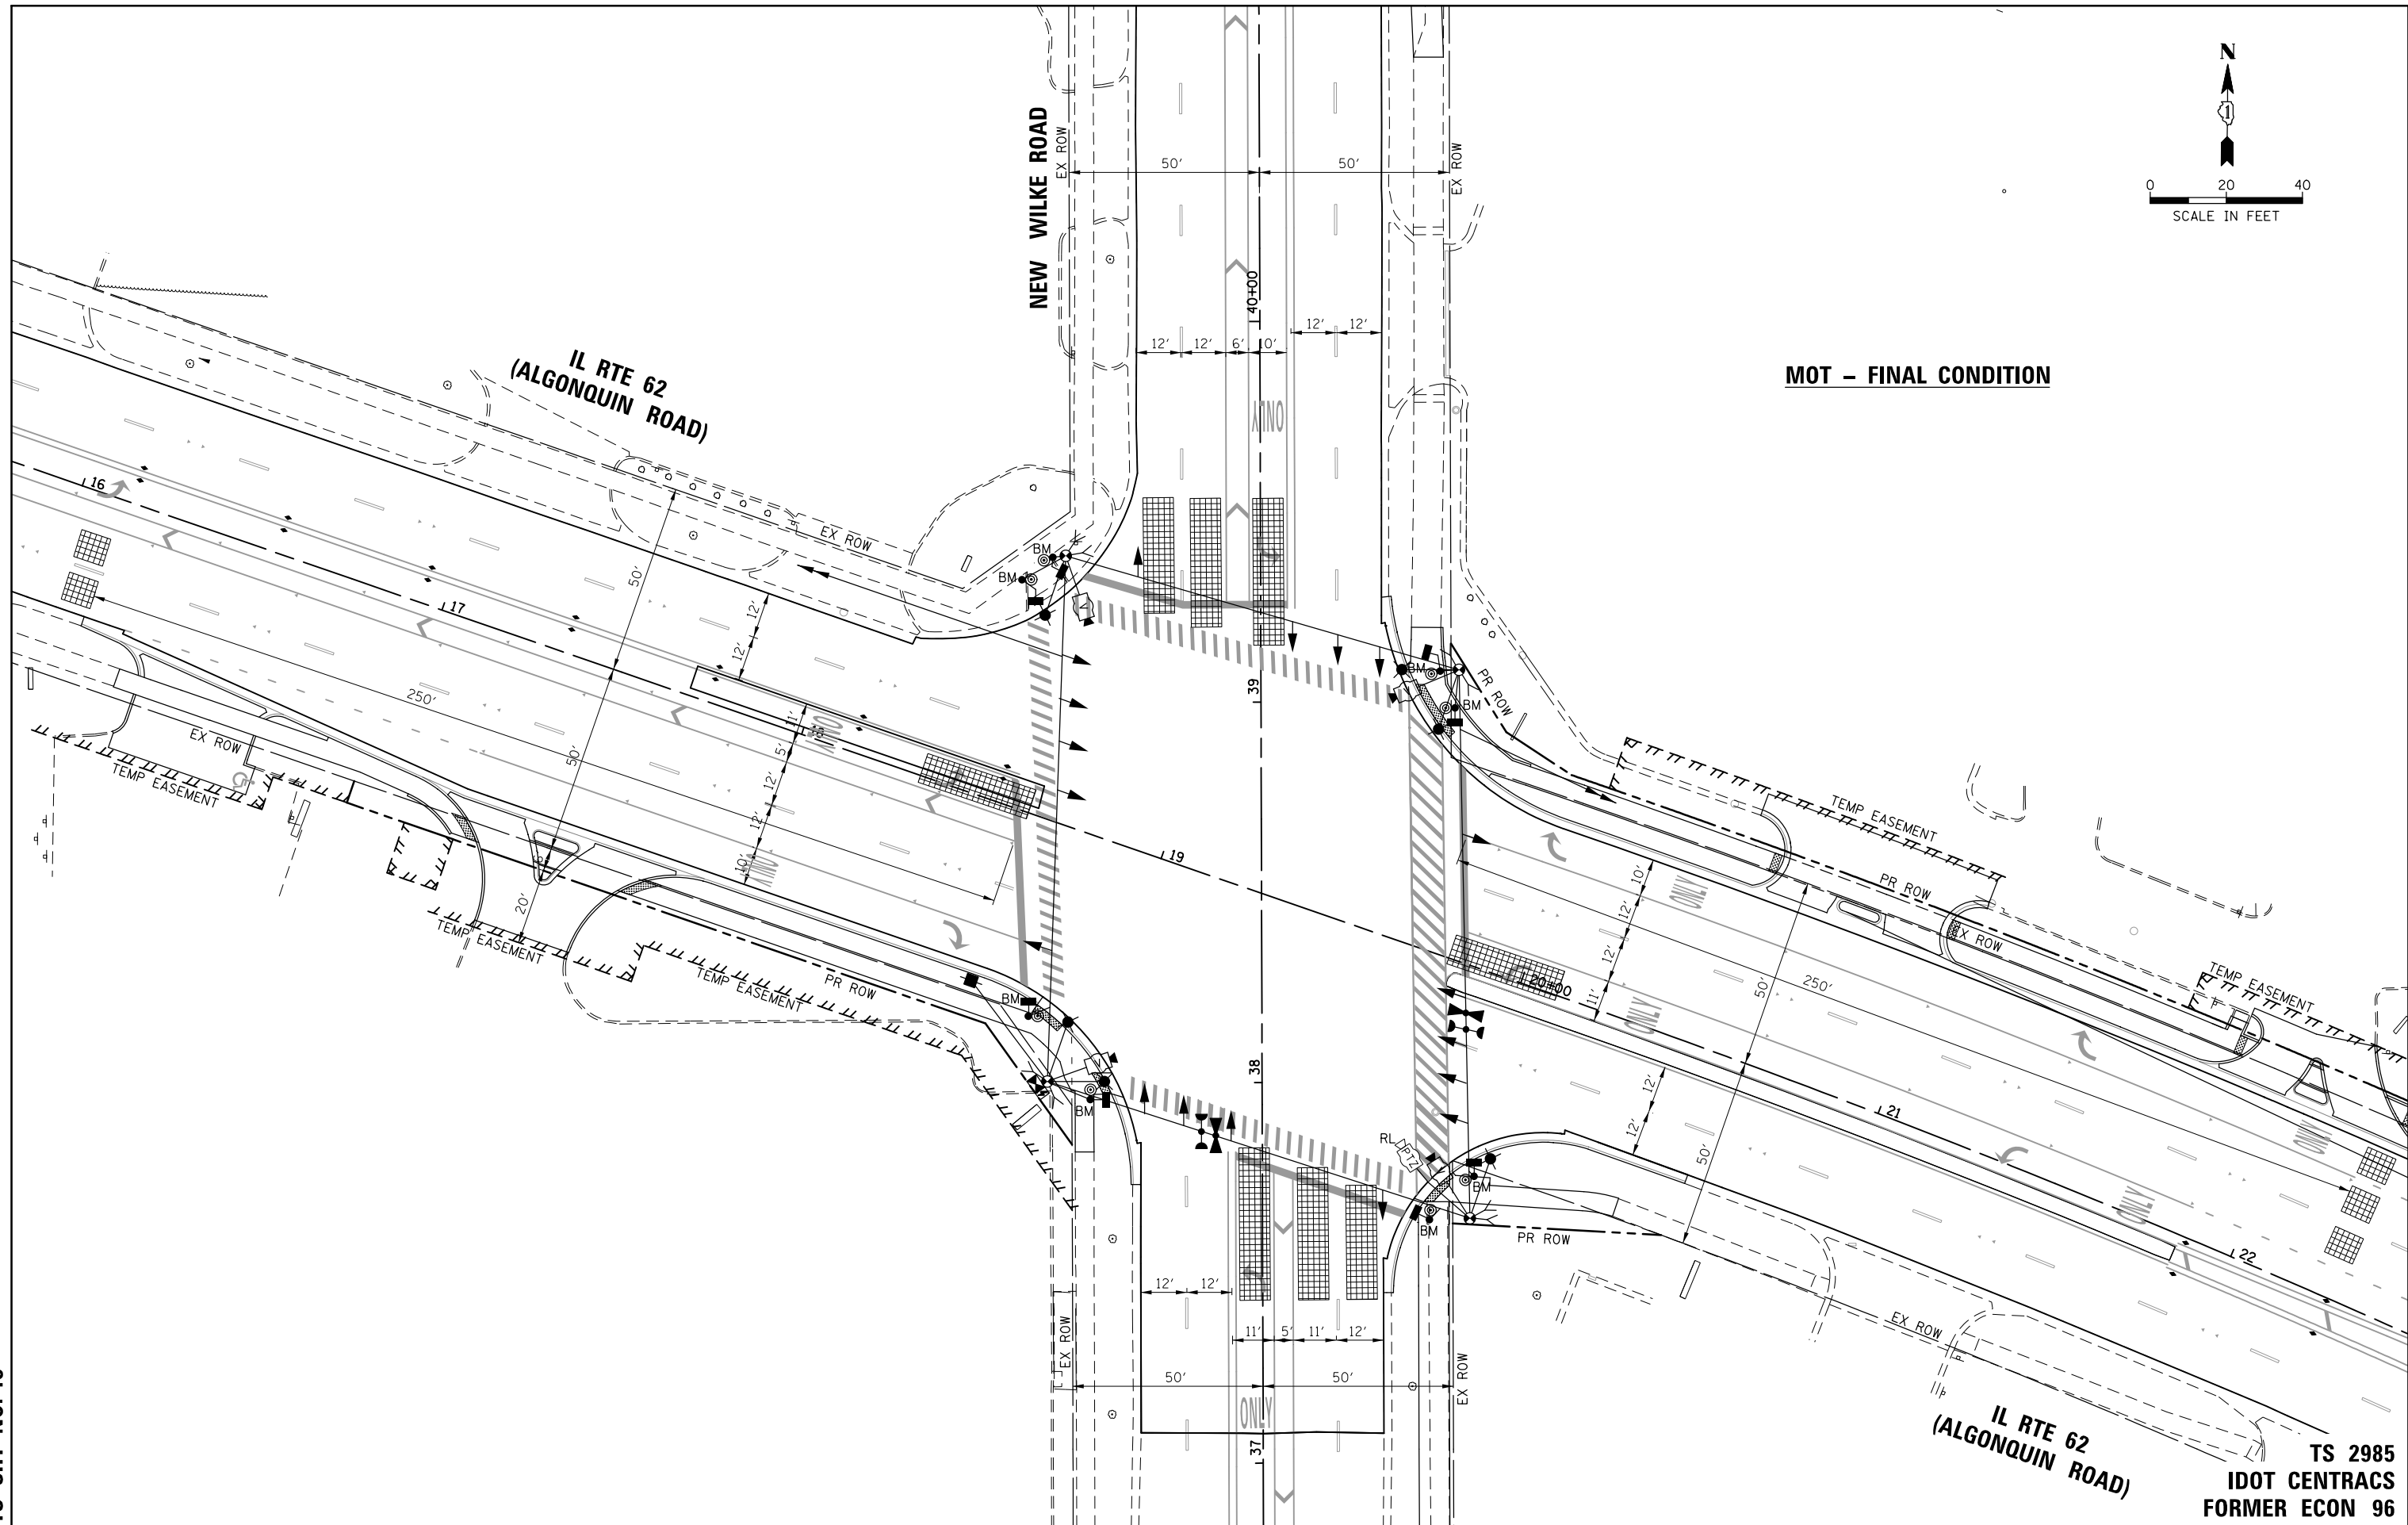 N
1
0 20 40
SCALE IN FEET
NEW WILKE ROAD
EX ROW
EX ROW
50'
50'
40+00
12'
12'
12'
12'
6'
10'
ONLY
MOT – FINAL CONDITION
IL RTE 62
(ALGONQUIN ROAD)
16
17
EX ROW
BM
BM
50'
12'
12'
250'
50'
11'
5'
12'
12'
10'
ONLY
18
ONLY
EX ROW
TEMP EASEMENT
G
20'
TEMP EASEMENT
TEMP EASEMENT
PR ROW
39
BM
BM
PR ROW
19
TEMP EASEMENT
PR ROW
EX ROW
TEMP EASEMENT
10'
12'
12'
11'
50'
250'
ONLY
ONLY
20+00
21
22
ONLY
ONLY
12'
12'
50'
38
BM
BM
RL
PTZ
BM
BM
PR ROW
EX ROW
12'
12'
11'
5'
11'
12'
EX ROW
EX ROW
50'
50'
ONLY
37
IL RTE 62
(ALGONQUIN ROAD)
TS 2985
IDOT CENTRACS
FORMER ECON 96